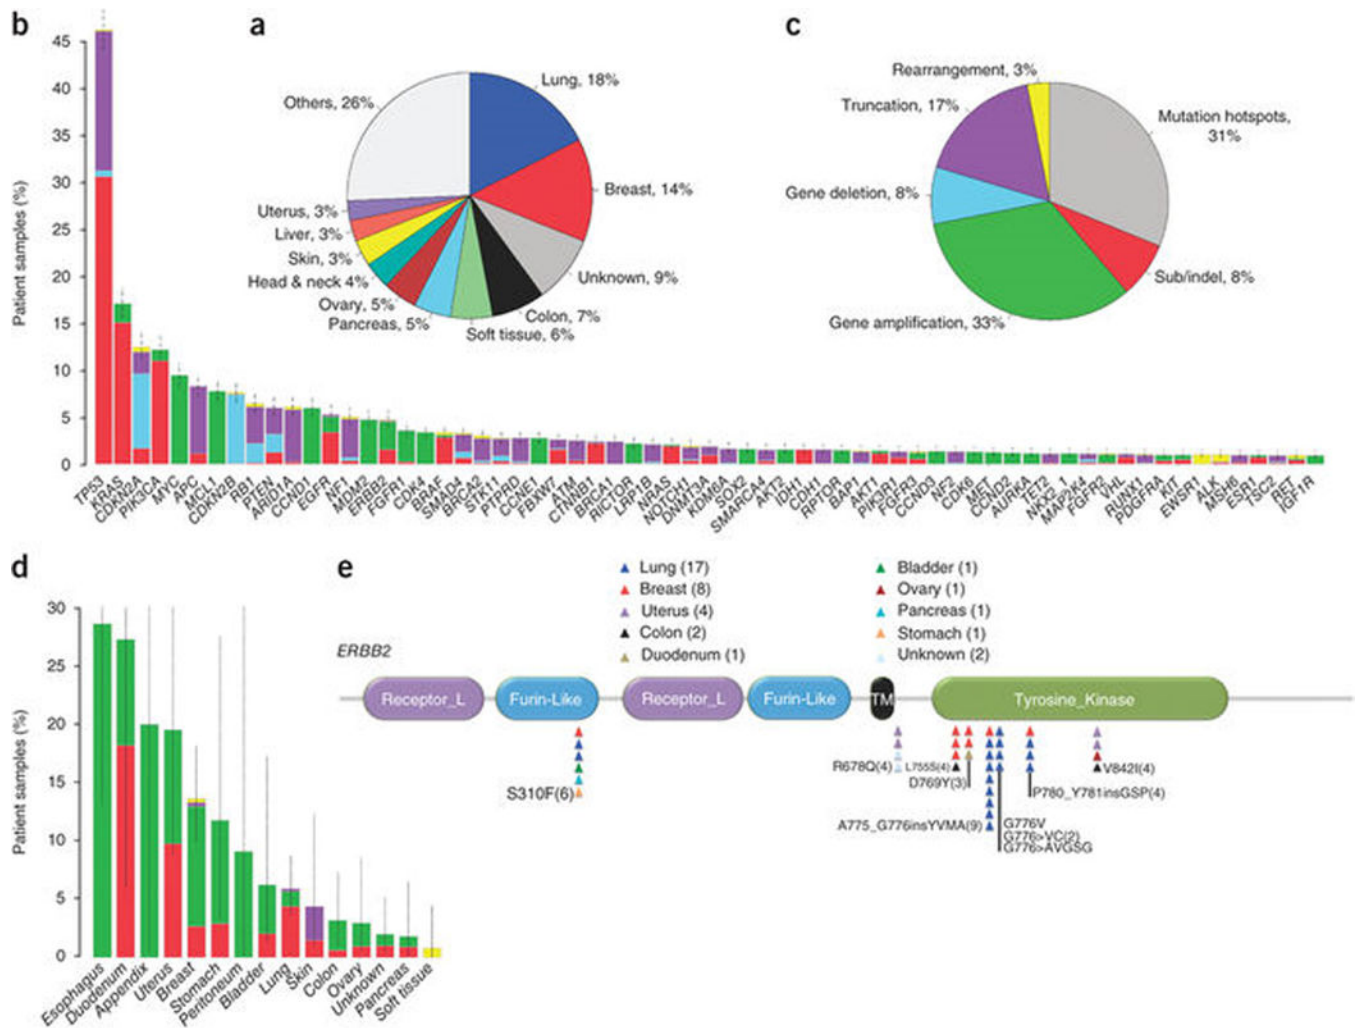 b
a
c
Patient samples (%)
45
40
35
30
25
20
15
10
5
0
Lung, 18%
Breast, 14%
Unknown, 9%
Colon, 7%
Soft tissue, 6%
Pancreas, 5%
Ovary, 5%
Head & neck 4%
Skin, 3%
Liver, 3%
Uterus, 3%
Others, 26%
Rearrangement, 3%
Truncation, 17%
Gene deletion, 8%
Gene amplification, 33%
Sub/indel, 8%
Mutation hotspots,
31%
TP53
KRAS
CDKN2A
PIK3CA
MYC
APC
MCL1
CDKN2B
RB1
PTEN
ARID1A
CCND1
EGFR
NF1
MDM2
ERBB2
FGFR1
CDK4
BRAF
SMAD4
BRCA2
STK11
PTPRD
CCNE1
FBXW7
ATM
CTNNB1
BRCA1
RICTOR
LRP1B
NRAS
NOTCH1
DNMT3A
KDM6A
SOX2
SMARCA4
AKT2
IDH1
CDH1
RPTOR
BAP1
AKT1
PIK3R1
FGFR3
CCND3
NF2
CDK6
MET
CCND2
AURKA
TET2
NKX2_1
MAP2K4
FGFR2
VHL
RUNX1
PDGFRA
KIT
EWSR1
ALK
MSH6
ESR1
TSC2
RET
IGF1R
d
Patient samples (%)
30
25
20
15
10
5
0
Esophagus
Duodenum
Appendix
Uterus
Breast
Stomach
Peritoneum
Bladder
Lung
Skin
Colon
Ovary
Unknown
Pancreas
Soft tissue
e
Lung (17)
Breast (8)
Uterus (4)
Colon (2)
Duodenum (1)
Bladder (1)
Ovary (1)
Pancreas (1)
Stomach (1)
Unknown (2)
ERBB2
Receptor_L
Furin-Like
Receptor_L
Furin-Like
TM
Tyrosine_Kinase
S310F(6)
R678Q(4)
L755S(4)
D769Y(3)
A775_G776insYVMA(9)
G776V
G776>VC(2)
G776>AVGSG
P780_Y781insGSP(4)
V842I(4)